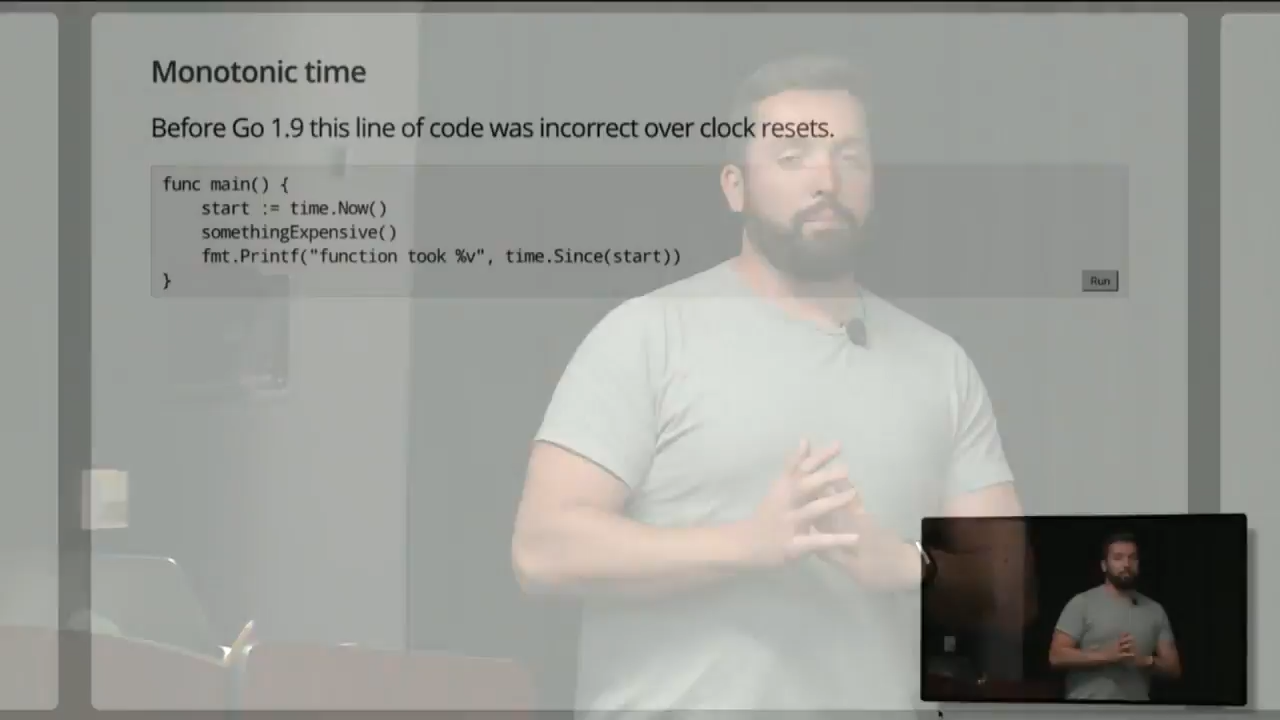 Monotonic time
Before Go 1.9 this line of code was incorrect over clock resets.
func main() {
    start := time.Now()
    somethingExpensive()
    fmt.Printf("function took %v", time.Since(start))
}
Run